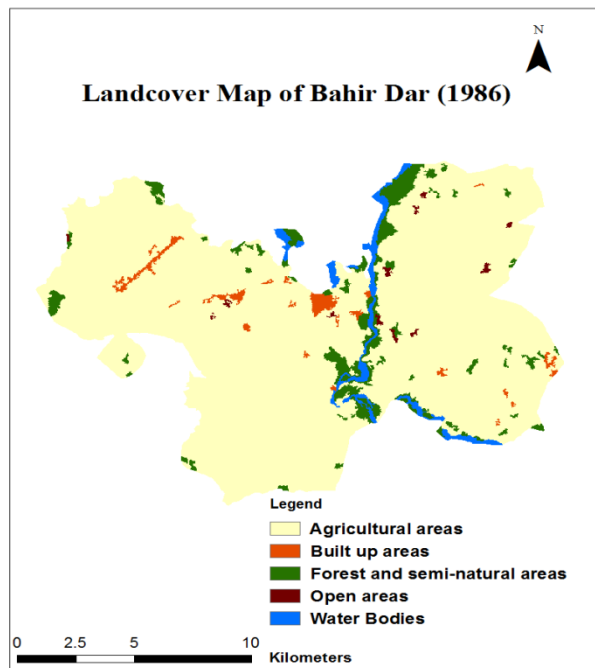 N
Landcover Map of Bahir Dar (1986)
Legend
Agricultural areas
Built up areas
Forest and semi-natural areas
Open areas
Water Bodies
0 2.5 5 10
Kilometers